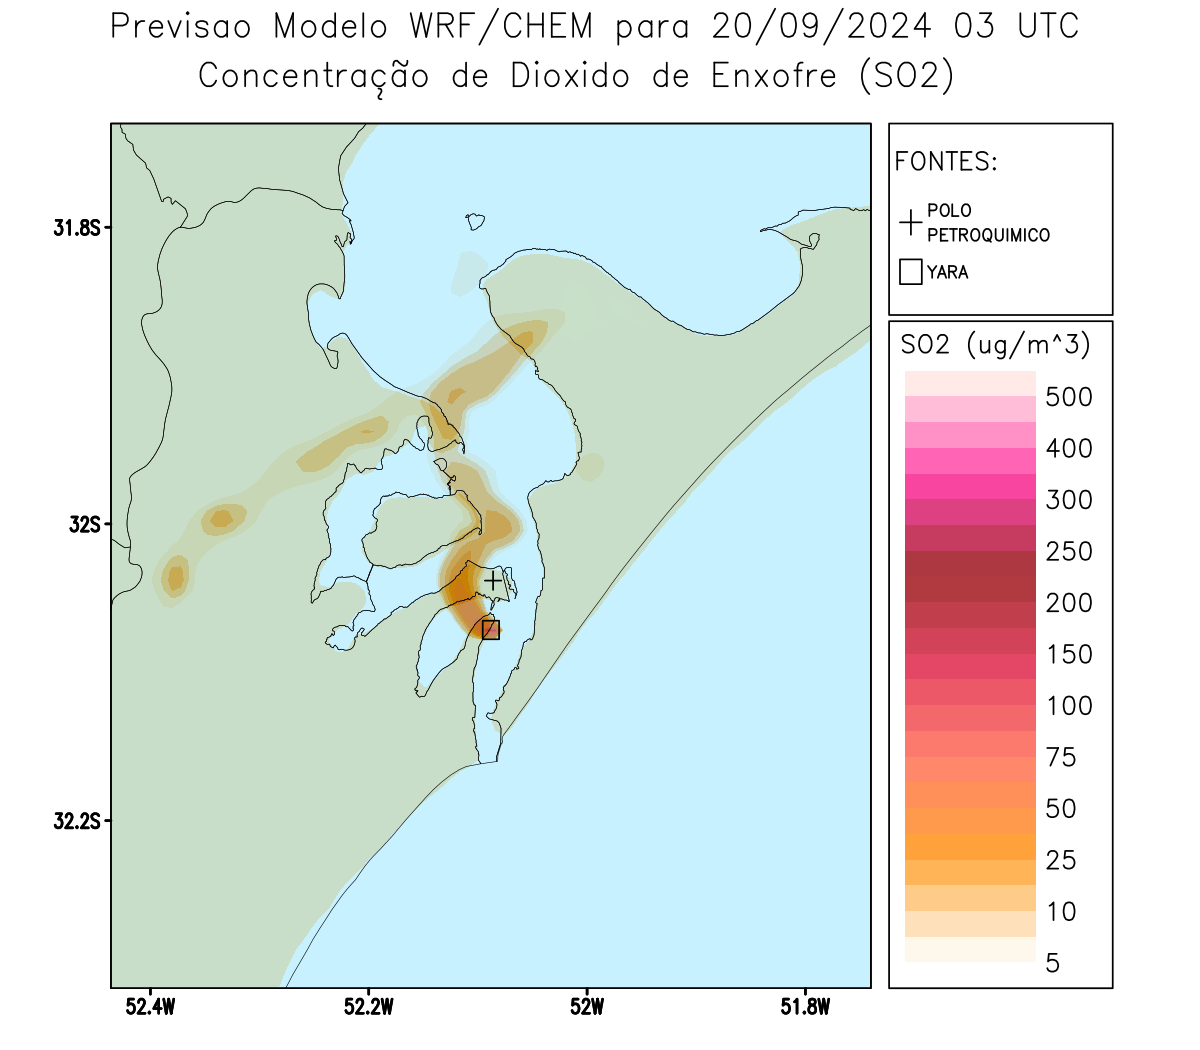 Previsao Modelo WRF/CHEM para 20/09/2024 03 UTC
Concentração de Dioxido de Enxofre (SO2)
FONTES:
POLO
PETROQUIMICO
YARA
31.8S
32S
32.2S
52.4W
52.2W
52W
51.8W
SO2 (ug/m^3)
500
400
300
250
200
150
100
75
50
25
10
5